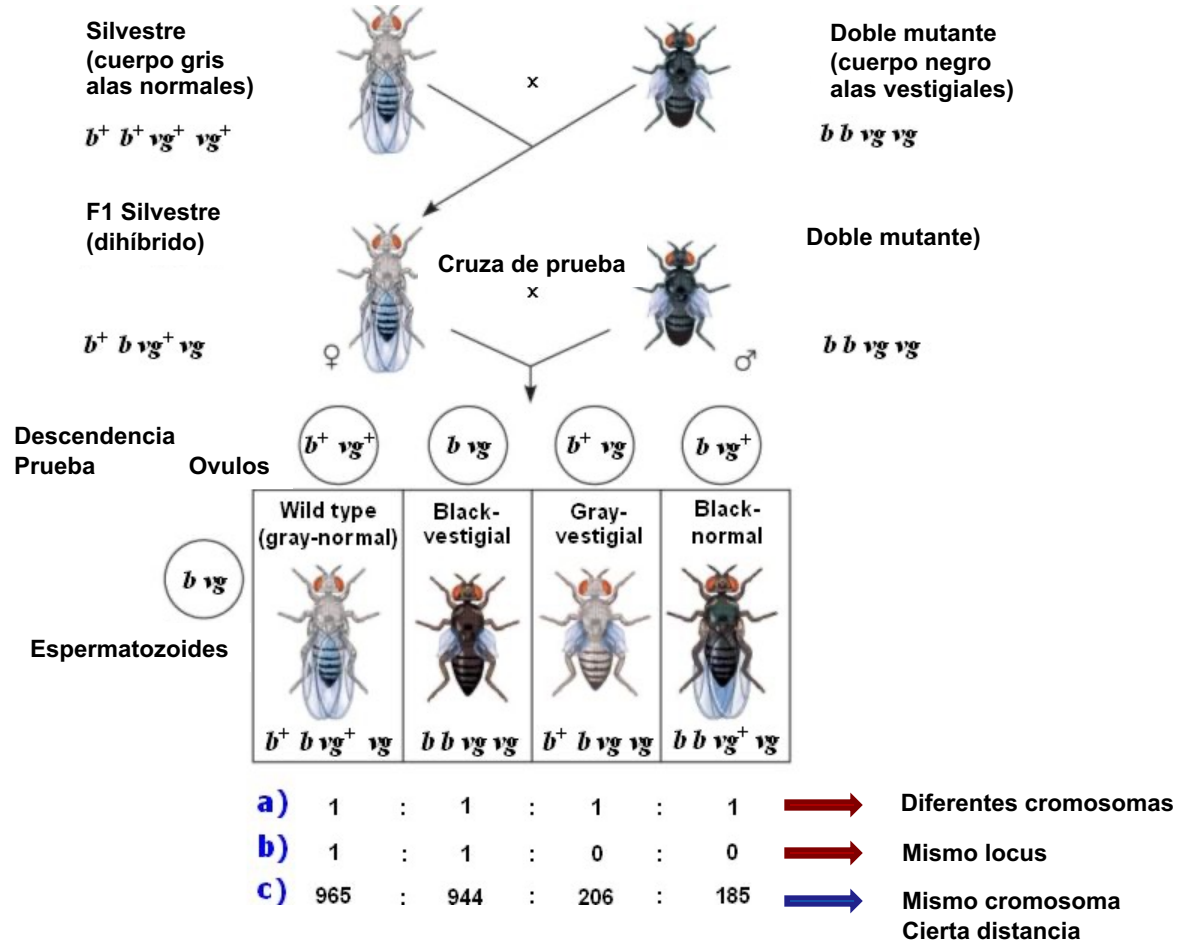 Silvestre
(cuerpo gris
alas normales)
b⁺ b⁺ vg⁺ vg⁺
x
Doble mutante
(cuerpo negro
alas vestigiales)
b b vg vg
F1 Silvestre
(dihíbrido)
b⁺ b vg⁺ vg
♀
Cruza de prueba
x
♂
Doble mutante)
b b vg vg
Descendencia
Prueba
Ovulos
b⁺ vg⁺
b vg
b⁺ vg
b vg⁺
b vg
Espermatozoides
Wild type
(gray-normal)
b⁺ b vg⁺ vg
Black-
vestigial
b b vg vg
Gray-
vestigial
b⁺ b vg vg
Black-
normal
b b vg⁺ vg
a) 1 : 1 : 1 : 1 Diferentes cromosomas
b) 1 : 1 : 0 : 0 Mismo locus
c) 965 : 944 : 206 : 185 Mismo cromosoma
Cierta distancia